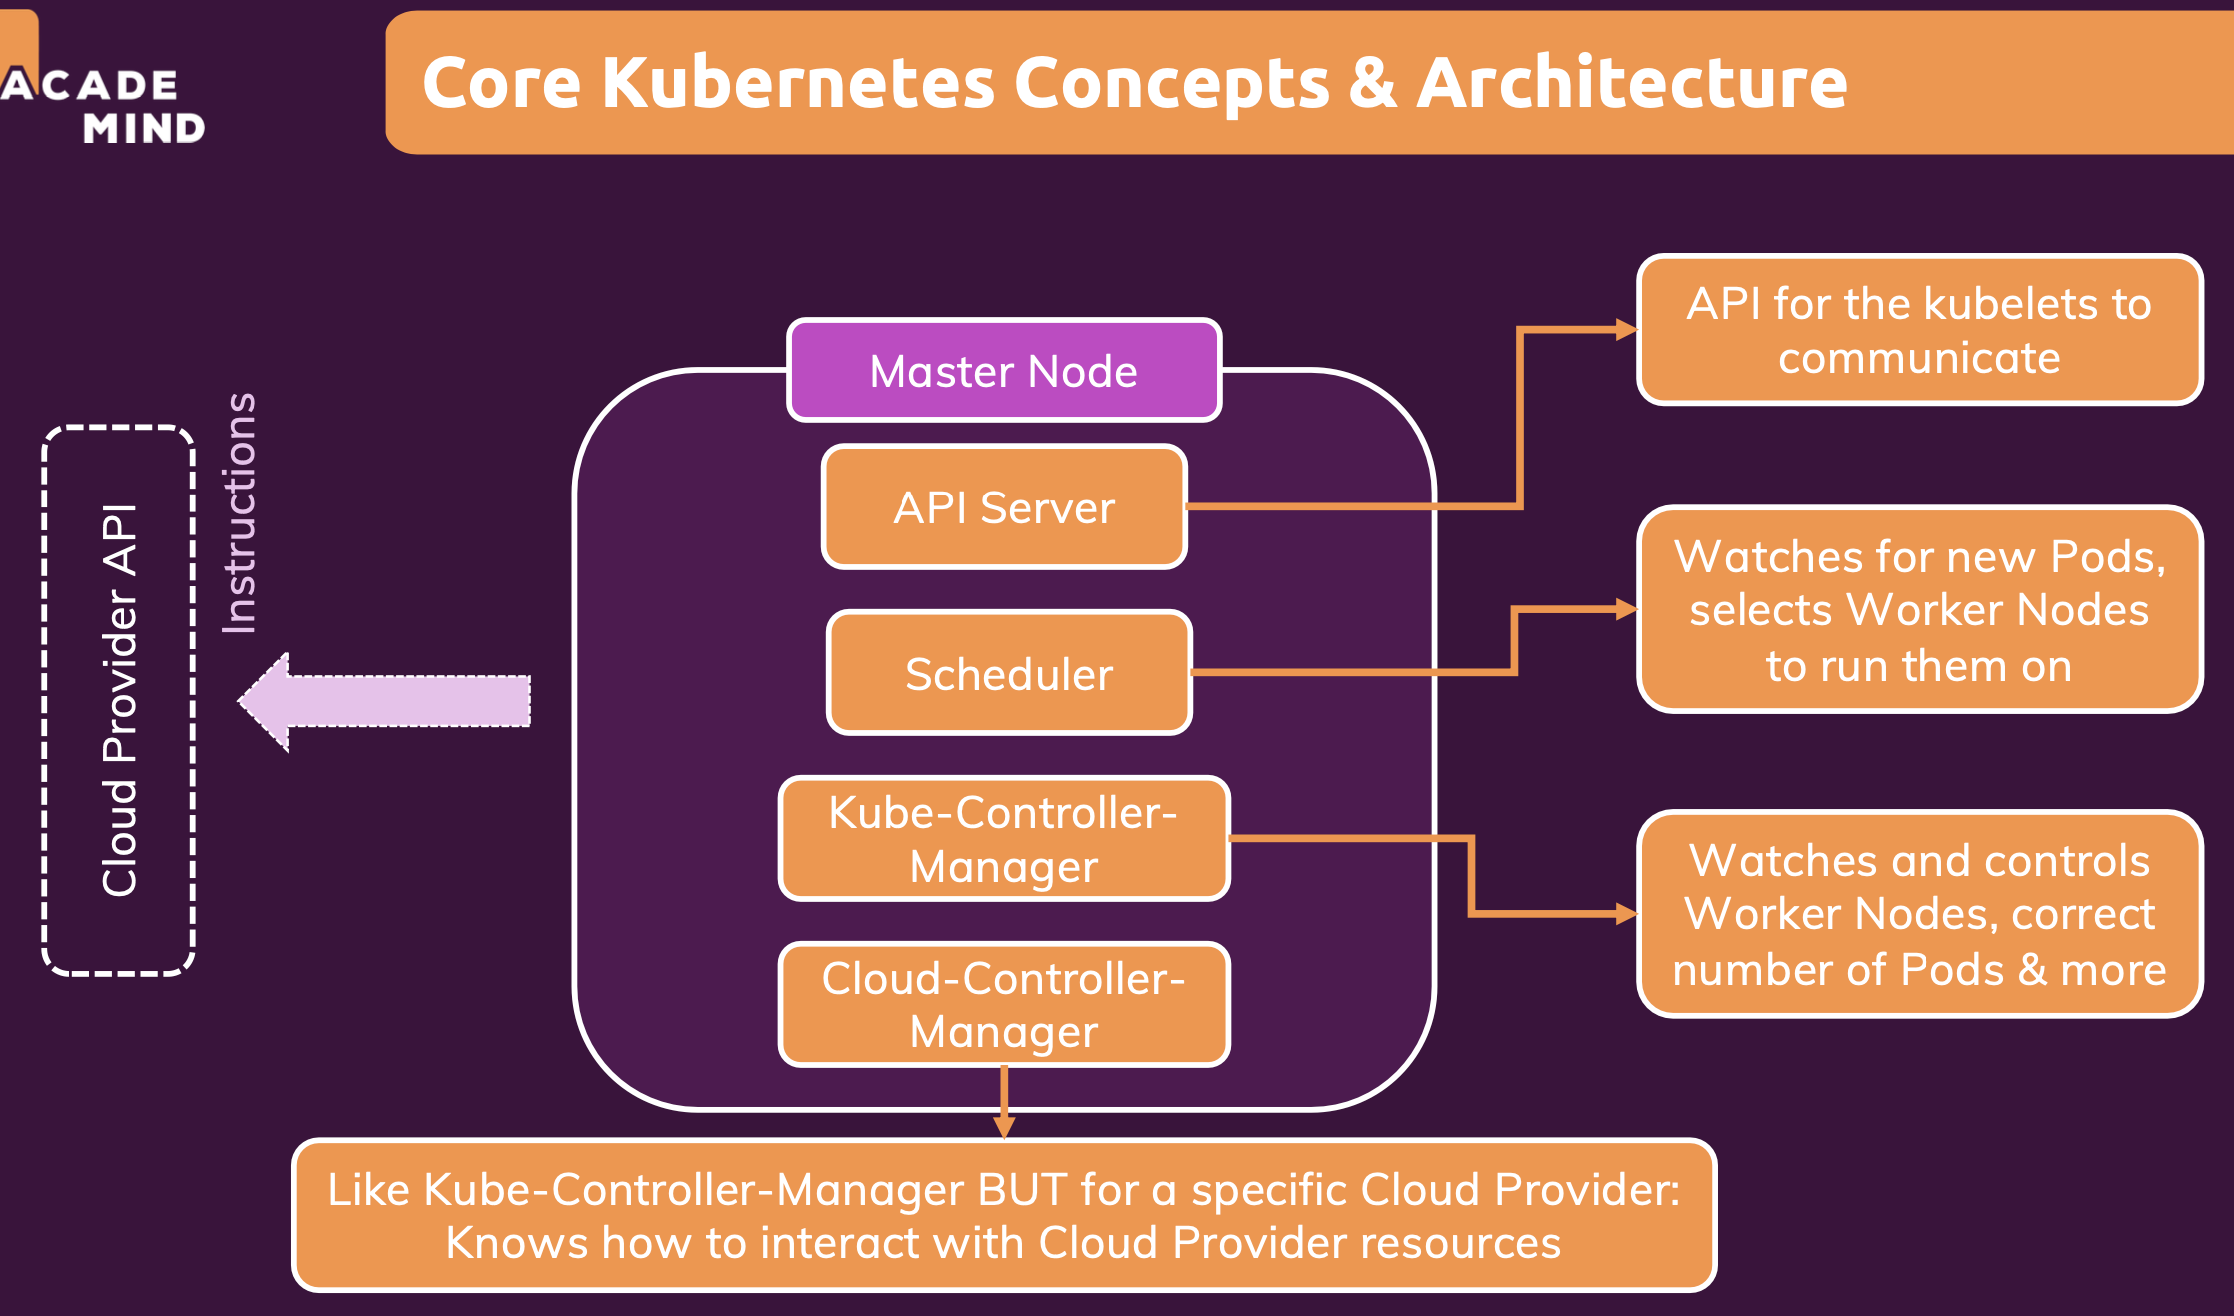 ACADE
MIND
Core Kubernetes Concepts & Architecture
Cloud Provider API
Instructions
Master Node
API Server
Scheduler
Kube-Controller-
Manager
Cloud-Controller-
Manager
API for the kubelets to
communicate
Watches for new Pods,
selects Worker Nodes
to run them on
Watches and controls
Worker Nodes, correct
number of Pods & more
Like Kube-Controller-Manager BUT for a specific Cloud Provider:
Knows how to interact with Cloud Provider resources